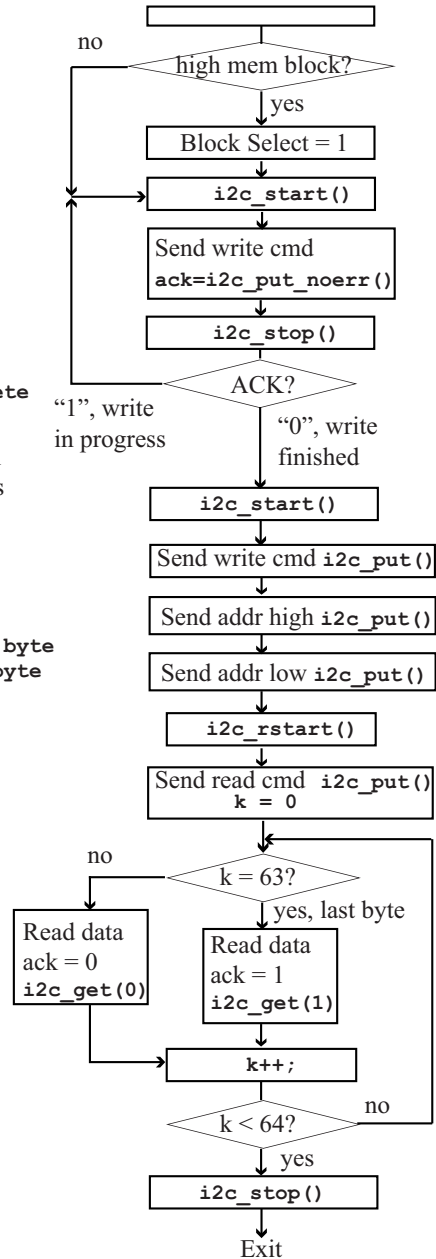 no
high mem block?
yes
Block Select = 1
i2c_start()
Send write cmd
ack=i2c_put_noerr()
i2c_stop()
ACK?
“1”, write
in progress
“0”, write
finished
i2c_start()
Send write cmd i2c_put()
Send addr high i2c_put()
byte
Send addr low i2c_put()
i2c_rstart()
Send read cmd i2c_put()
k = 0
no
k = 63?
yes, last byte
Read data
ack = 0
i2c_get(0)
Read data
ack = 1
i2c_get(1)
k++;
k < 64?
no
yes
i2c_stop()
Exit